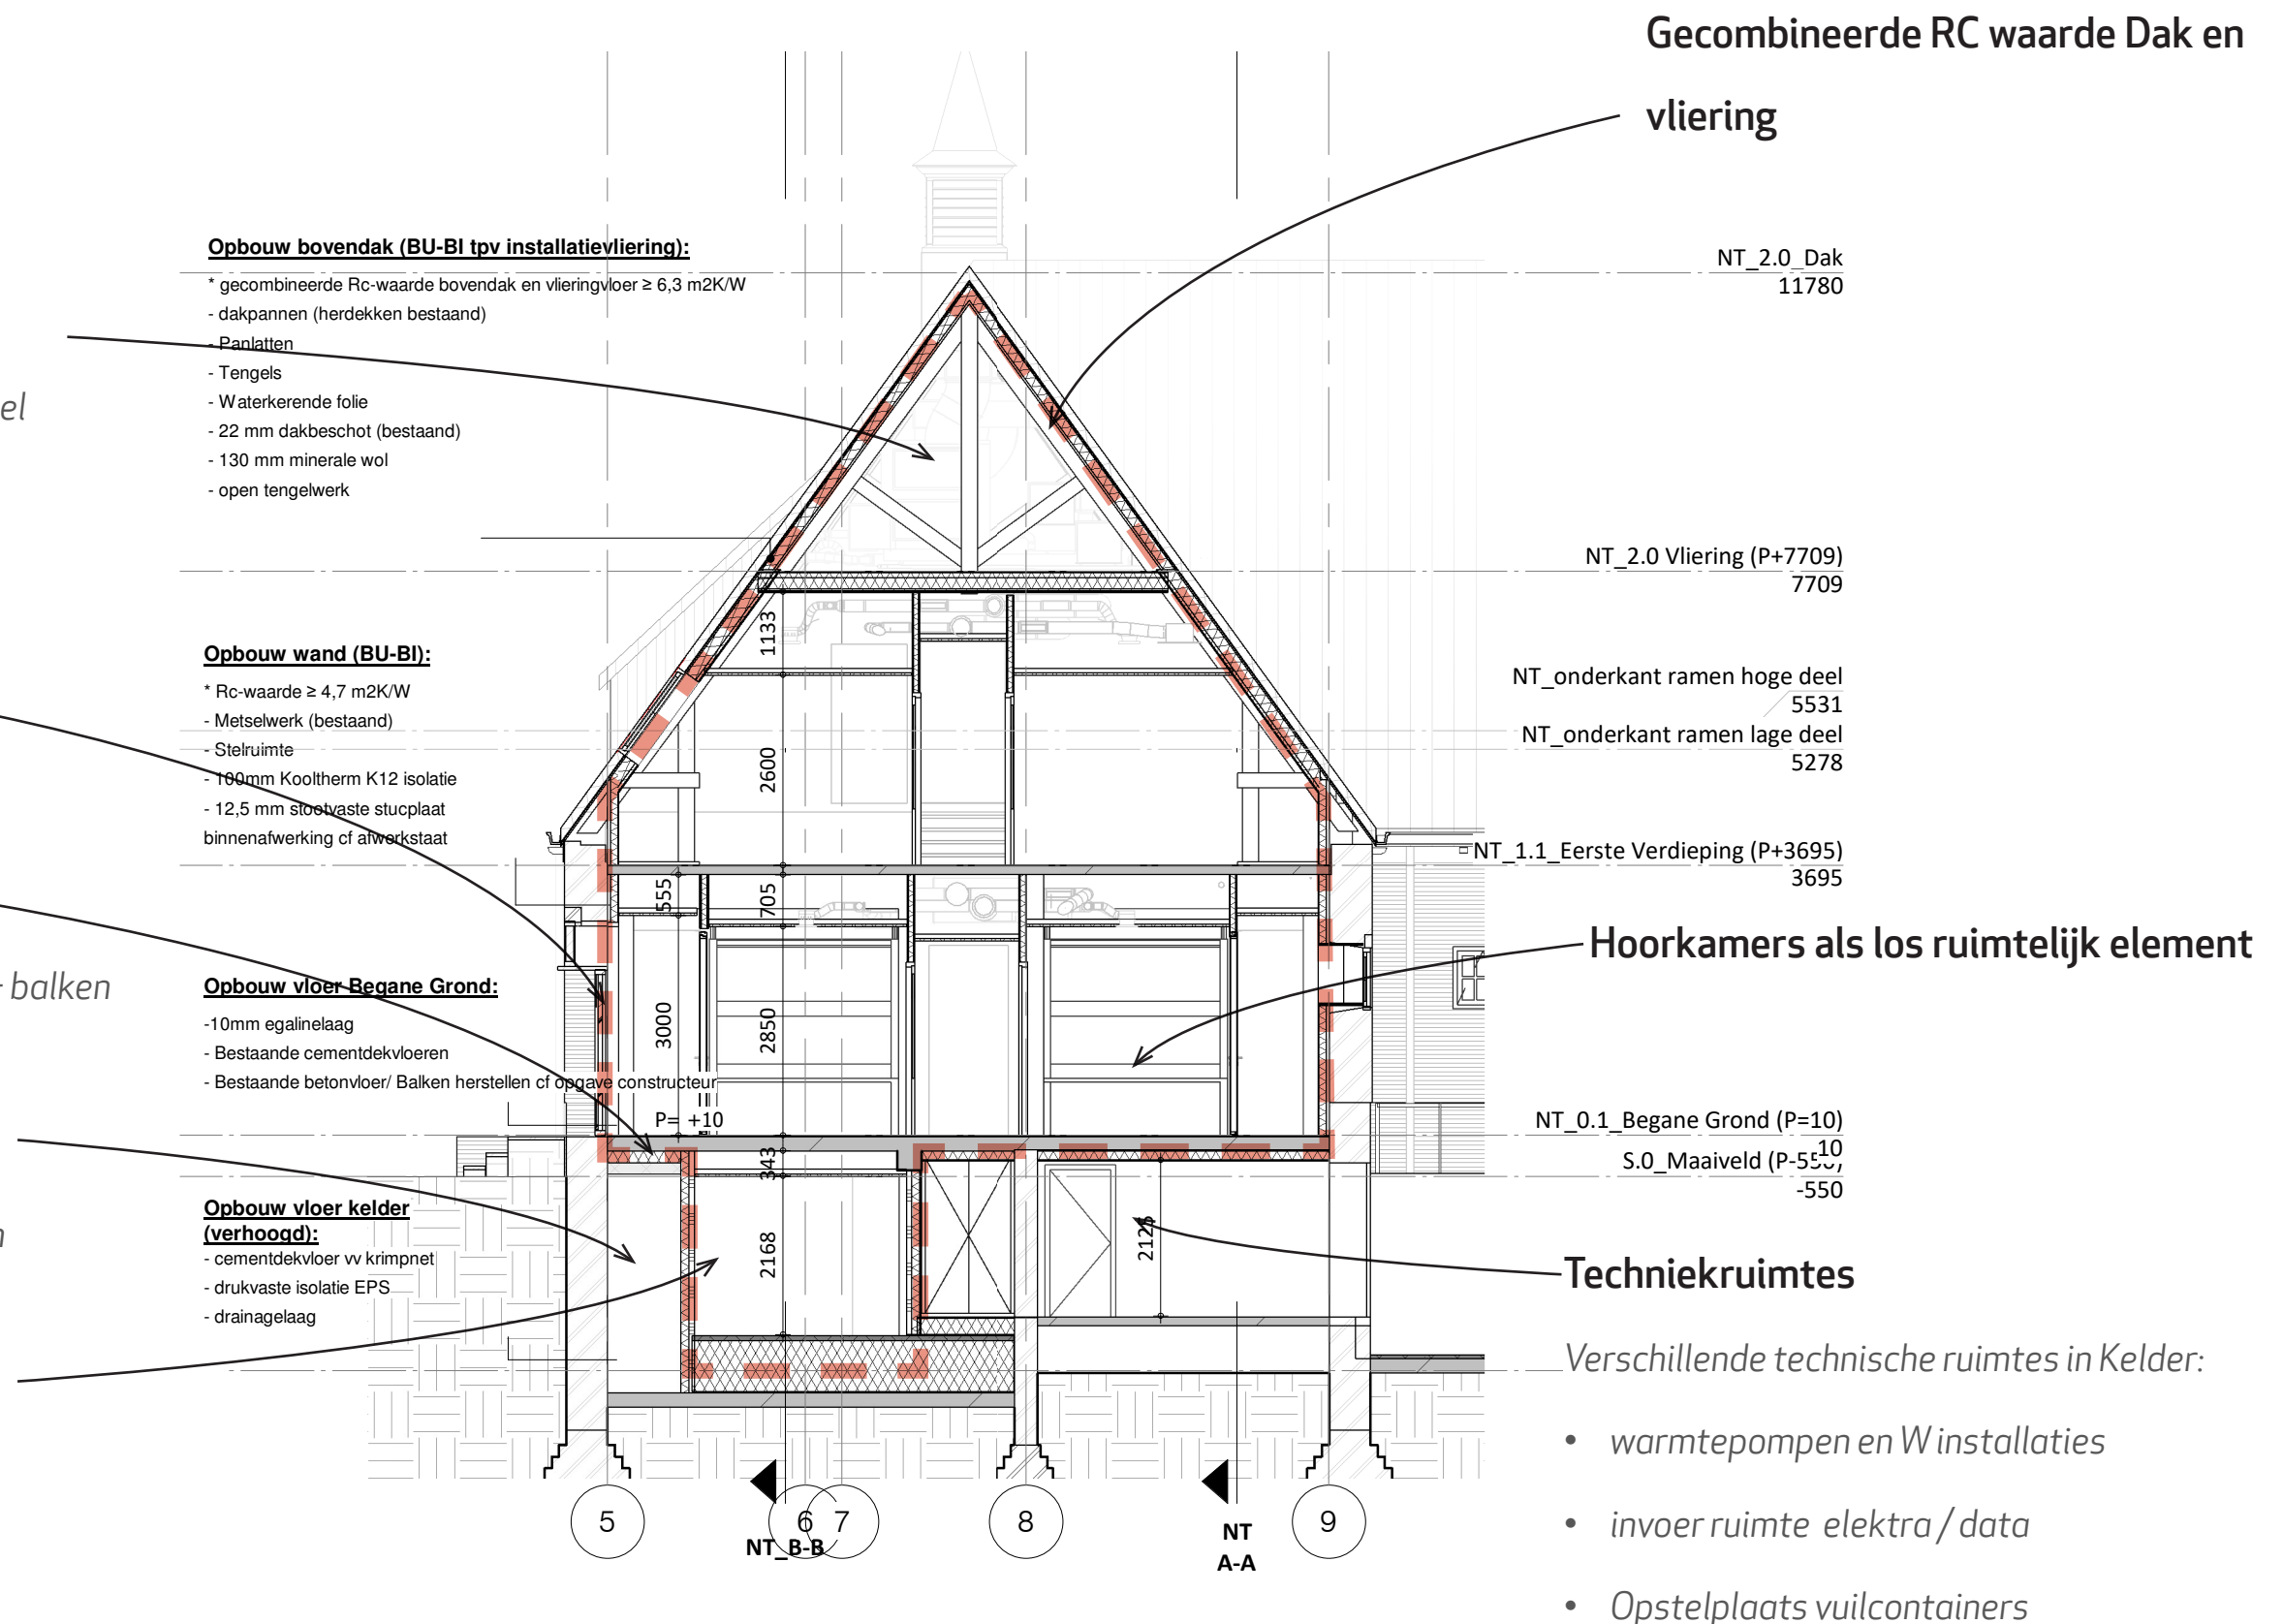 Gecombineerde RC waarde Dak en
vliering
Opbouw bovendak (BU-BI tpv installatievliering):
* gecombineerde Rc-waarde bovendak en vlieringvloer ≥ 6,3 m2K/W
- dakpannen (herdekken bestaand)
- Panlatten
- Tengels
- Waterkerende folie
- 22 mm dakbeschot (bestaand)
- 130 mm minerale wol
- open tengelwerk
el
Opbouw wand (BU-BI):
* Rc-waarde ≥ 4,7 m2K/W
- Metselwerk (bestaand)
- Stelruimte
- 100mm Kooltherm K12 isolatie
- 12,5 mm stootvaste stucplaat
binnenafwerking cf afwerkstaat
balken
Opbouw vloer Begane Grond:
-10mm egalinelaag
- Bestaande cementdekvloeren
- Bestaande betonvloer/ Balken herstellen cf opgave constructeur
P= +10
Opbouw vloer kelder
(verhoogd):
- cementdekvloer vv krimpnet
- drukvaste isolatie EPS
- drainagelaag
1133
2600
555
705
3000
2850
343
2168
NT_2.0_Dak
11780
NT_2.0 Vliering (P+7709)
7709
NT_onderkant ramen hoge deel
5531
NT_onderkant ramen lage deel
5278
NT_1.1_Eerste Verdieping (P+3695)
3695
Hoorkamers als los ruimtelijk element
NT_0.1_Begane Grond (P=10)
10
S.0_Maaiveld (P-550)
-550
Techniekruimtes
Verschillende technische ruimtes in Kelder:
• warmtepompen en W installaties
• invoer ruimte elektra / data
• Opstelplaats vuilcontainers
5
6
7
8
9
NT_B-B
NT
A-A